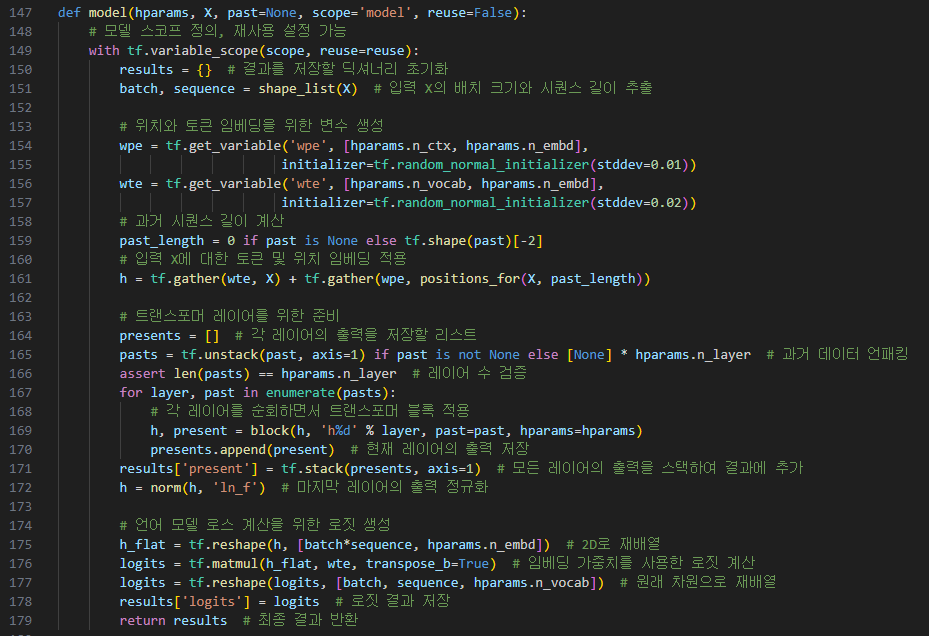 147 def model(hparams, X, past=None, scope='model', reuse=False):
148     # 모델 스코프 정의, 재사용 설정 가능
149     with tf.variable_scope(scope, reuse=reuse):
150         results = {}  # 결과를 저장할 딕셔너리 초기화
151         batch, sequence = shape_list(X)  # 입력 X의 배치 크기와 시퀀스 길이 추출
152
153         # 위치와 토큰 임베딩을 위한 변수 생성
154         wpe = tf.get_variable('wpe', [hparams.n_ctx, hparams.n_embd],
155                              initializer=tf.random_normal_initializer(stddev=0.01))
156         wte = tf.get_variable('wte', [hparams.n_vocab, hparams.n_embd],
157                              initializer=tf.random_normal_initializer(stddev=0.02))
158         # 과거 시퀀스 길이 계산
159         past_length = 0 if past is None else tf.shape(past)[-2]
160         # 입력 X에 대한 토큰 및 위치 임베딩 적용
161         h = tf.gather(wte, X) + tf.gather(wpe, positions_for(X, past_length))
162
163         # 트랜스포머 레이어를 위한 준비
164         presents = []  # 각 레이어의 출력을 저장할 리스트
165         pasts = tf.unstack(past, axis=1) if past is not None else [None] * hparams.n_layer  # 과거 데이터 언패킹
166         assert len(pasts) == hparams.n_layer  # 레이어 수 검증
167         for layer, past in enumerate(pasts):
168             # 각 레이어를 순회하면서 트랜스포머 블록 적용
169             h, present = block(h, 'h%d' % layer, past=past, hparams=hparams)
170             presents.append(present)  # 현재 레이어의 출력 저장
171         results['present'] = tf.stack(presents, axis=1)  # 모든 레이어의 출력을 스택하여 결과에 추가
172         h = norm(h, 'ln_f')  # 마지막 레이어의 출력 정규화
173
174         # 언어 모델 로스 계산을 위한 로짓 생성
175         h_flat = tf.reshape(h, [batch*sequence, hparams.n_embd])  # 2D로 재배열
176         logits = tf.matmul(h_flat, wte, transpose_b=True)  # 임베딩 가중치를 사용한 로짓 계산
177         logits = tf.reshape(logits, [batch, sequence, hparams.n_vocab])  # 원래 차원으로 재배열
178         results['logits'] = logits  # 로짓 결과 저장
179         return results  # 최종 결과 반환